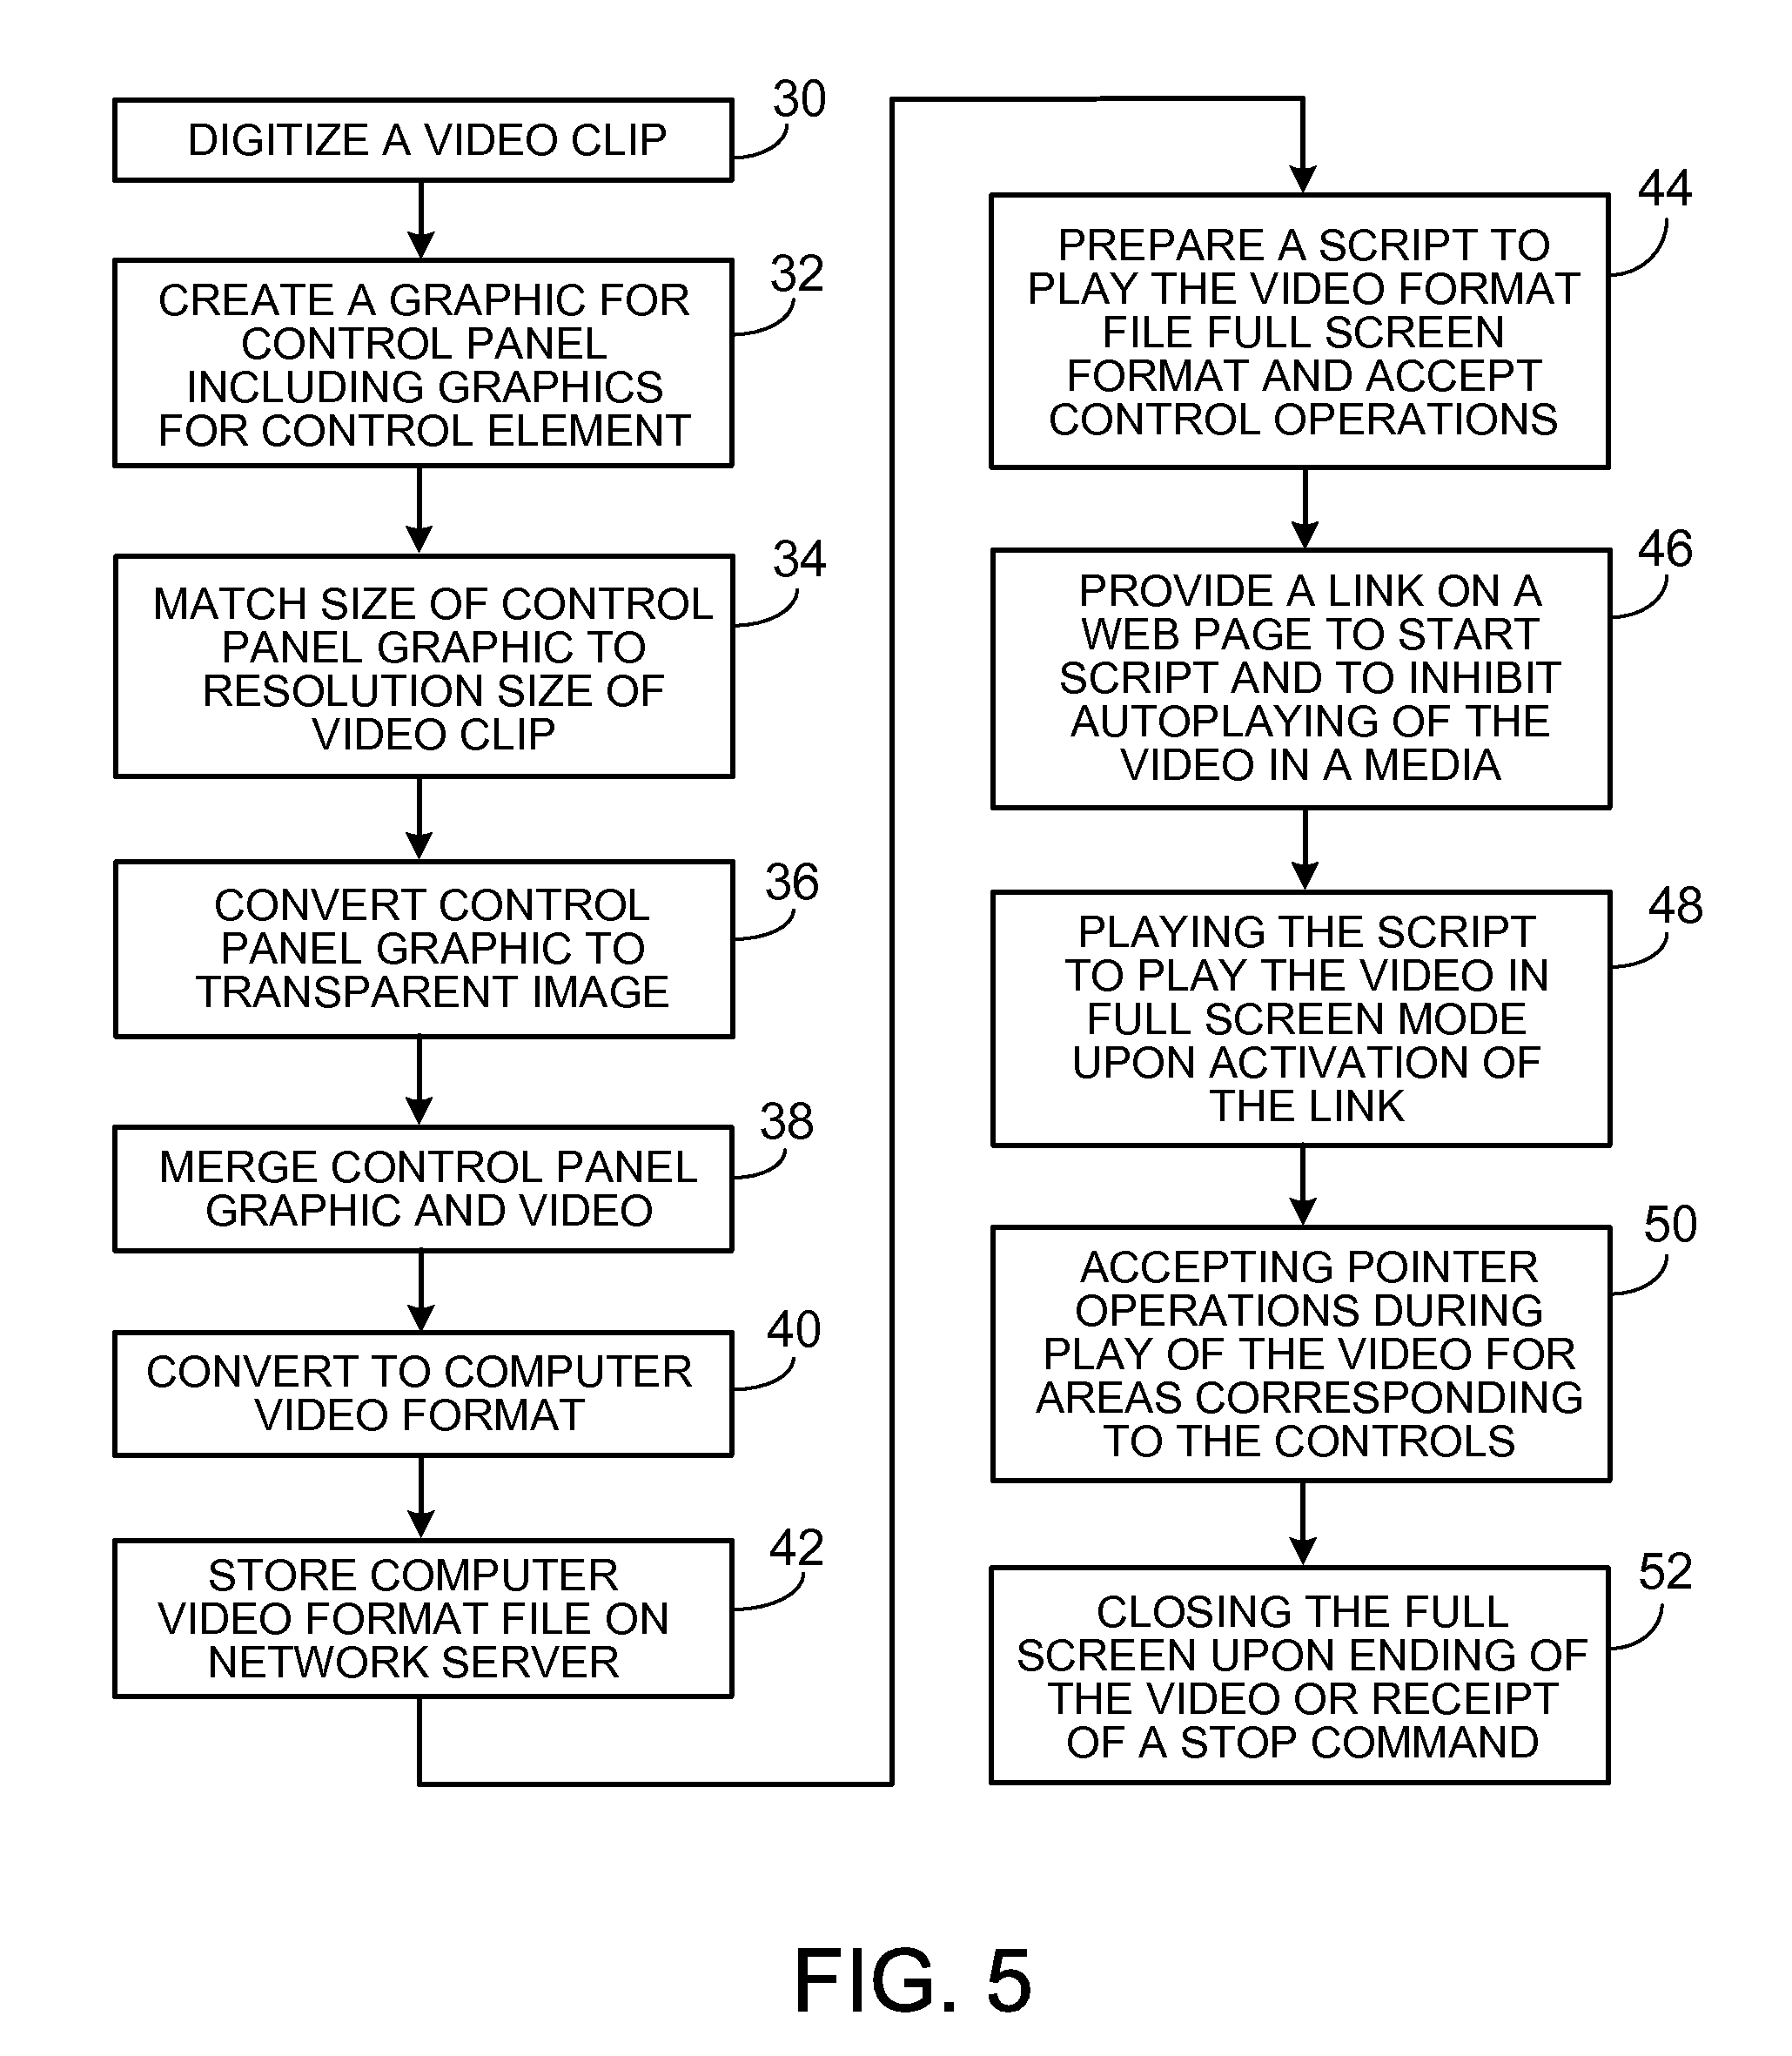 30
DIGITIZE A VIDEO CLIP
32
CREATE A GRAPHIC FOR
CONTROL PANEL
INCLUDING GRAPHICS
FOR CONTROL ELEMENT
34
MATCH SIZE OF CONTROL
PANEL GRAPHIC TO
RESOLUTION SIZE OF
VIDEO CLIP
36
CONVERT CONTROL
PANEL GRAPHIC TO
TRANSPARENT IMAGE
38
MERGE CONTROL PANEL
GRAPHIC AND VIDEO
40
CONVERT TO COMPUTER
VIDEO FORMAT
42
STORE COMPUTER
VIDEO FORMAT FILE ON
NETWORK SERVER
44
PREPARE A SCRIPT TO
PLAY THE VIDEO FORMAT
FILE FULL SCREEN
FORMAT AND ACCEPT
CONTROL OPERATIONS
46
PROVIDE A LINK ON A
WEB PAGE TO START
SCRIPT AND TO INHIBIT
AUTOPLAYING OF THE
VIDEO IN A MEDIA
48
PLAYING THE SCRIPT
TO PLAY THE VIDEO IN
FULL SCREEN MODE
UPON ACTIVATION OF
THE LINK
50
ACCEPTING POINTER
OPERATIONS DURING
PLAY OF THE VIDEO FOR
AREAS CORRESPONDING
TO THE CONTROLS
52
CLOSING THE FULL
SCREEN UPON ENDING OF
THE VIDEO OR RECEIPT
OF A STOP COMMAND
FIG. 5